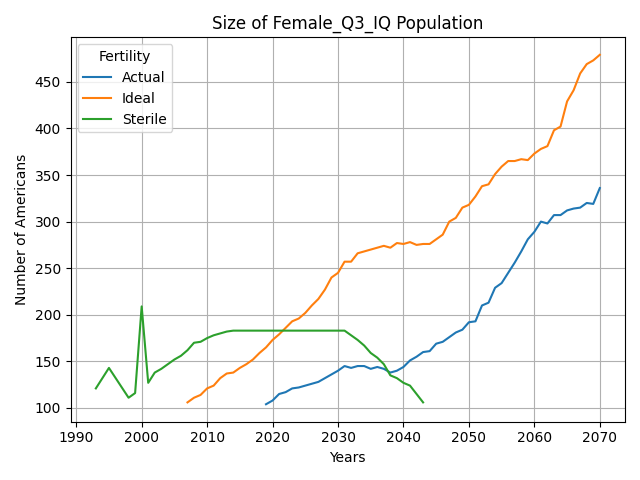 Size of Female_Q3_IQ Population
Fertility
Actual
Ideal
Sterile
Number of Americans
450
400
350
300
250
200
150
100
1990 2000 2010 2020 2030 2040 2050 2060 2070
Years